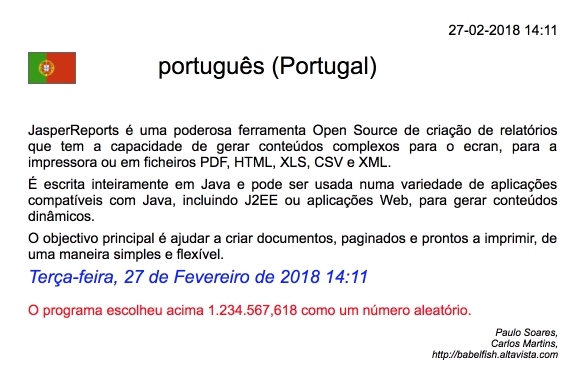 27-02-2018 14:11
português (Portugal)
JasperReports é uma poderosa ferramenta Open Source de criação de relatórios
que tem a capacidade de gerar conteúdos complexos para o ecran, para a
impressora ou em ficheiros PDF, HTML, XLS, CSV e XML.
É escrita inteiramente em Java e pode ser usada numa variedade de aplicações
compatíveis com Java, incluindo J2EE ou aplicações Web, para gerar conteúdos
dinâmicos.
O objectivo principal é ajudar a criar documentos, paginados e prontos a imprimir, de
uma maneira simples e flexível.
Terça-feira, 27 de Fevereiro de 2018 14:11
O programa escolheu acima 1.234.567,618 como um número aleatório.
Paulo Soares,
Carlos Martins,
http://babelfish.altavista.com